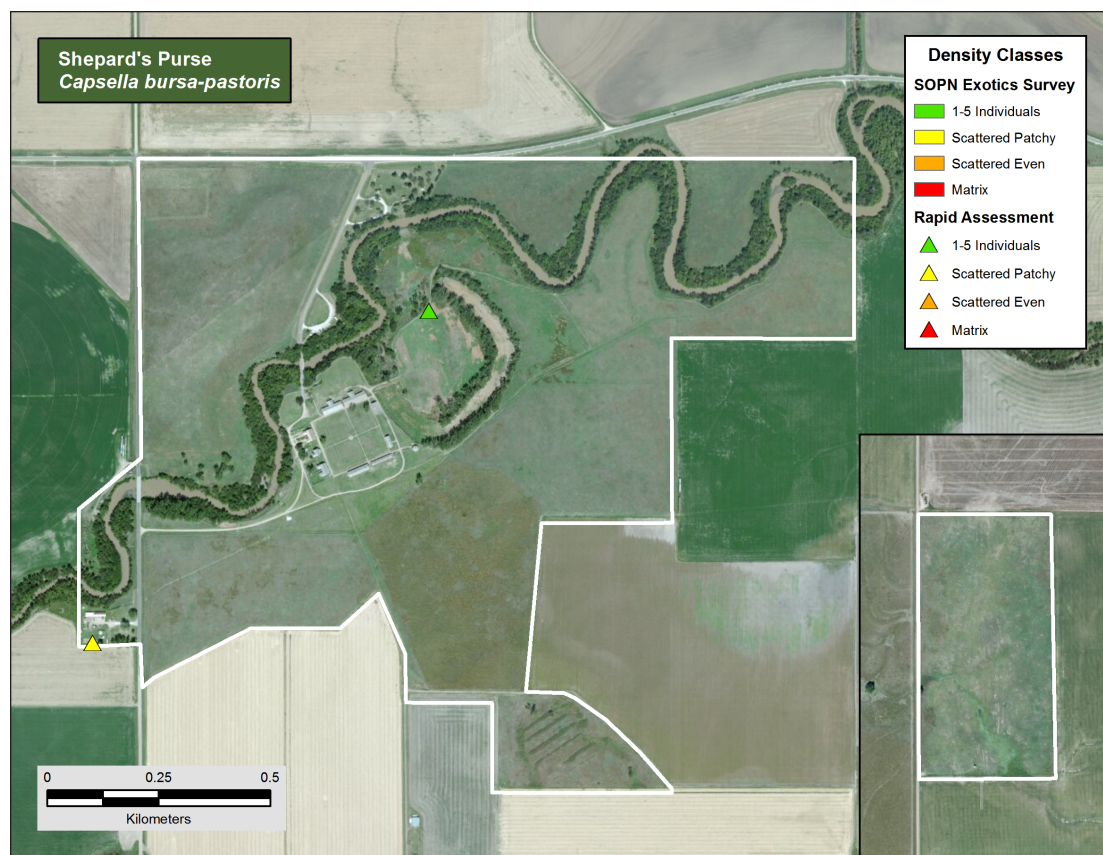 Shepard's Purse
Capsella bursa-pastoris
Density Classes
SOPN Exotics Survey
1-5 Individuals
Scattered Patchy
Scattered Even
Matrix
Rapid Assessment
1-5 Individuals
Scattered Patchy
Scattered Even
Matrix
0 0.25 0.5
Kilometers